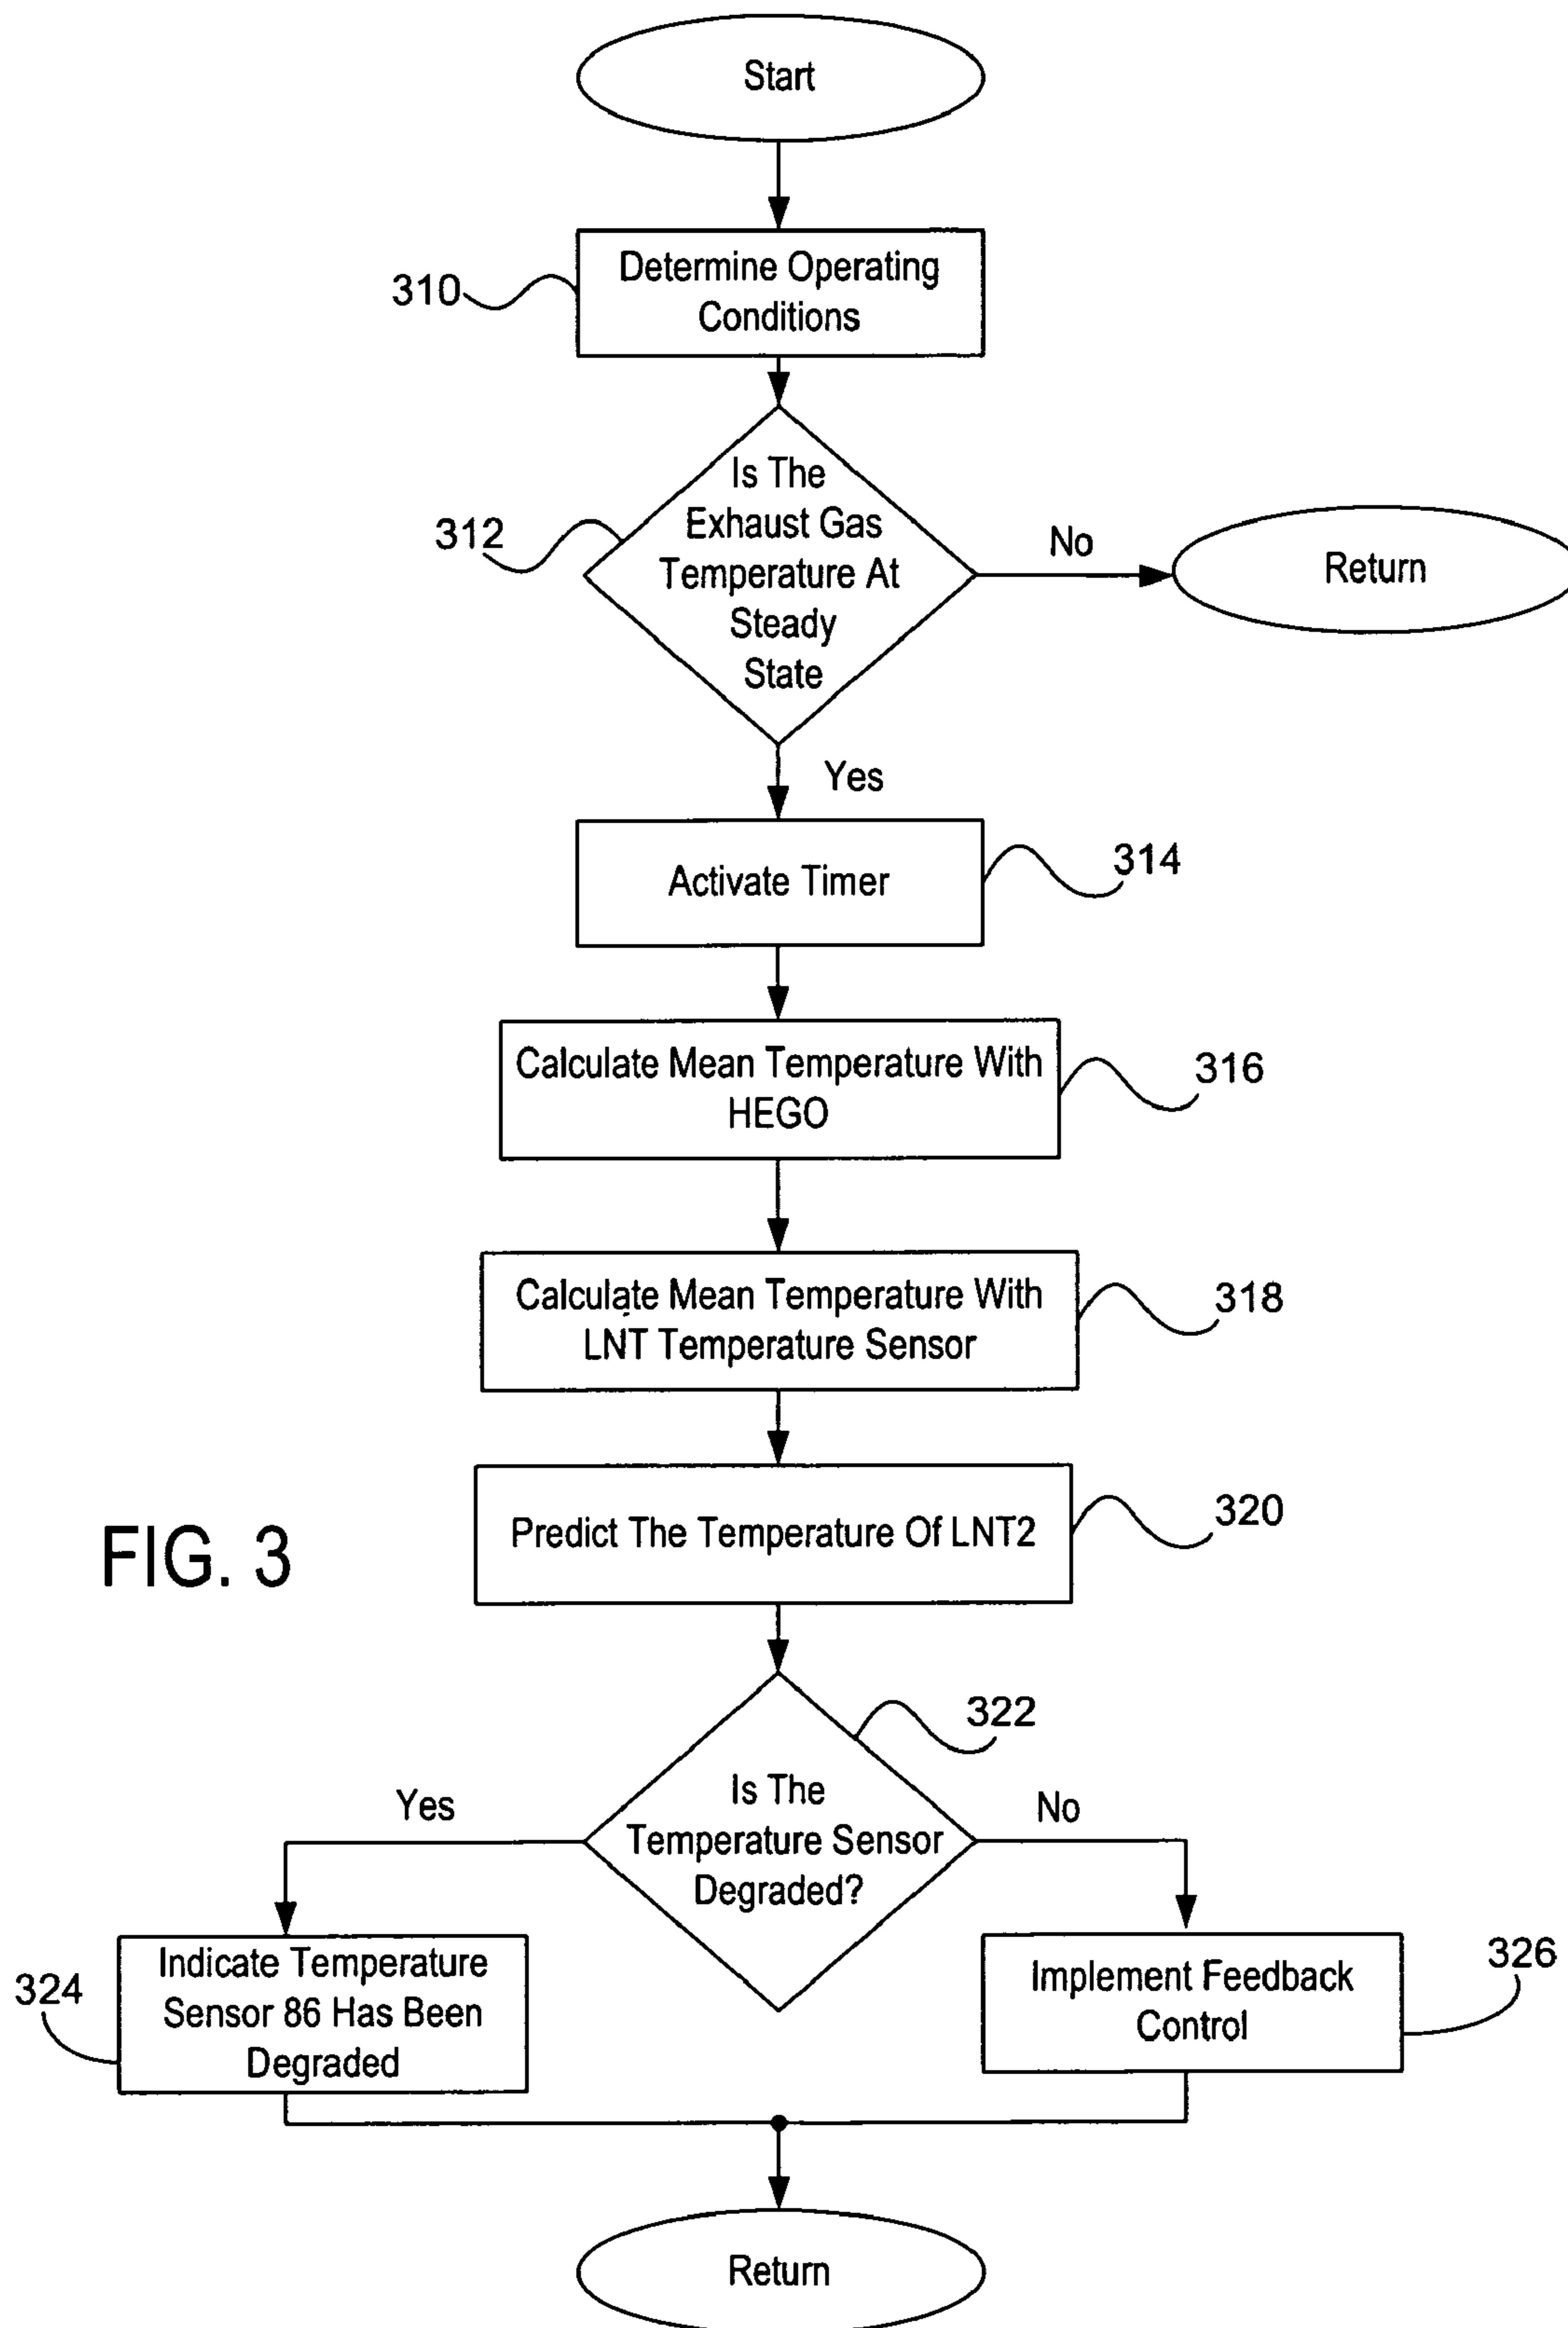 Start
310
Determine Operating
Conditions
312
Is The
Exhaust Gas
Temperature At
Steady
State
No
Return
Yes
Activate Timer
314
Calculate Mean Temperature With
HEGO
316
Calculate Mean Temperature With
LNT Temperature Sensor
318
Predict The Temperature Of LNT2
320
FIG. 3
322
Is The
Temperature Sensor
Degraded?
Yes
No
324
Indicate Temperature
Sensor 86 Has Been
Degraded
Implement Feedback
Control
326
Return